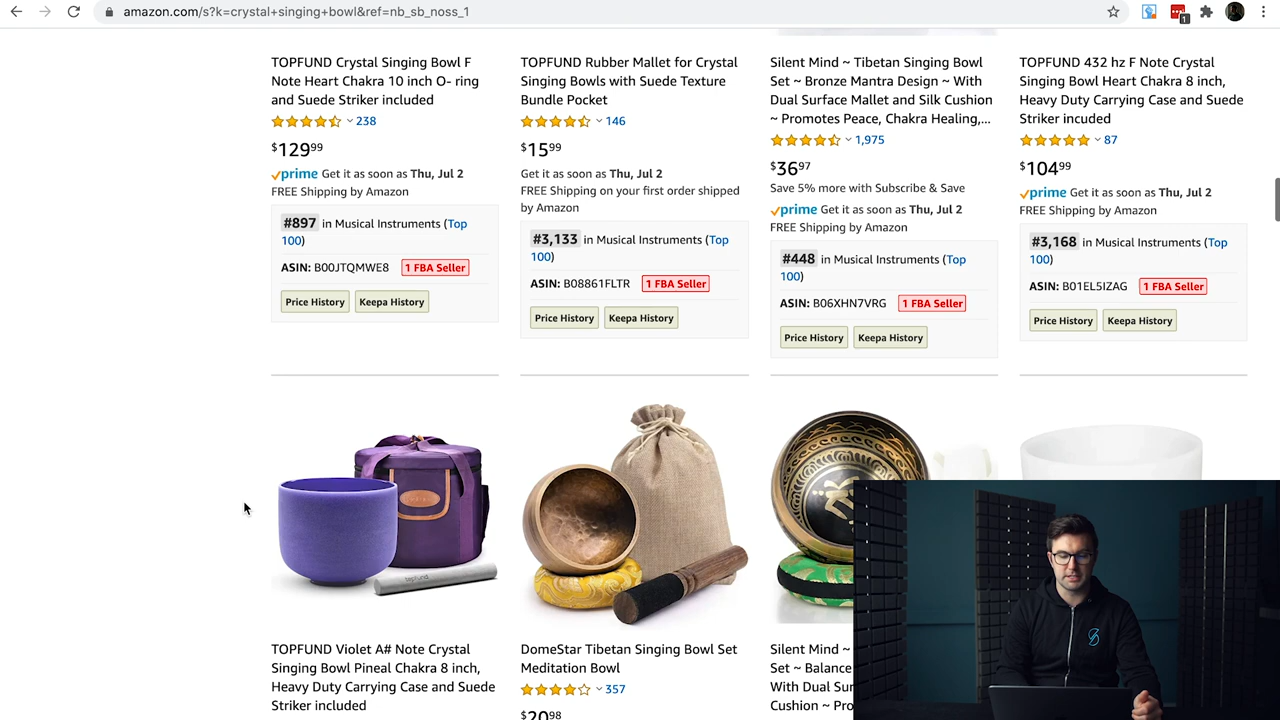 amazon.com/s?k=crystal+singing+bowl&ref=nb_sb_noss_1
1
TOPFUND Crystal Singing Bowl F
Note Heart Chakra 10 inch O- ring
and Suede Striker included
238
$12999
prime Get it as soon as Thu, Jul 2
FREE Shipping by Amazon
#897 in Musical Instruments (Top
100)
ASIN: B00JTQMWE8 1 FBA Seller
Price History Keepa History
TOPFUND Rubber Mallet for Crystal
Singing Bowls with Suede Texture
Bundle Pocket
146
$1599
Get it as soon as Thu, Jul 2
FREE Shipping on your first order shipped
by Amazon
#3,133 in Musical Instruments (Top
100)
ASIN: B08861FLTR 1 FBA Seller
Price History Keepa History
Silent Mind ~ Tibetan Singing Bowl
Set ~ Bronze Mantra Design ~ With
Dual Surface Mallet and Silk Cushion
~ Promotes Peace, Chakra Healing,...
1,975
$3697
Save 5% more with Subscribe & Save
prime Get it as soon as Thu, Jul 2
FREE Shipping by Amazon
#448 in Musical Instruments (Top
100)
ASIN: B06XHN7VRG 1 FBA Seller
Price History Keepa History
TOPFUND 432 hz F Note Crystal
Singing Bowl Heart Chakra 8 inch,
Heavy Duty Carrying Case and Suede
Striker incuded
87
$10499
prime Get it as soon as Thu, Jul 2
FREE Shipping by Amazon
#3,168 in Musical Instruments (Top
100)
ASIN: B01EL5IZAG 1 FBA Seller
Price History Keepa History
topfund
TOPFUND Violet A# Note Crystal
Singing Bowl Pineal Chakra 8 inch,
Heavy Duty Carrying Case and Suede
Striker included
DomeStar Tibetan Singing Bowl Set
Meditation Bowl
357
$2098
Silent Mind ~
Set ~ Balance
With Dual Sur
Cushion ~ Pro